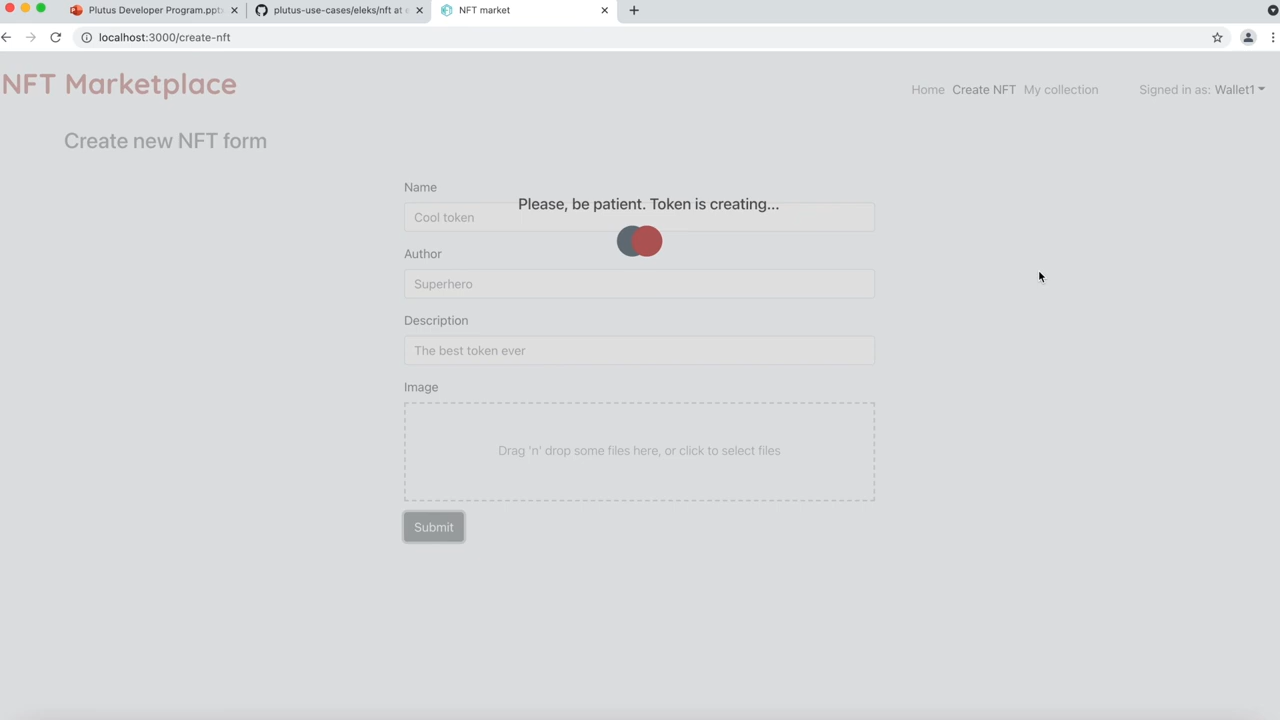 Plutus Developer Program.ppt
plutus-use-cases/eleks/nft at
NFT market
localhost:3000/create-nft
NFT Marketplace
Home Create NFT My collection Signed in as: Wallet1
Create new NFT form
Name
Please, be patient. Token is creating...
Cool token
Author
Superhero
Description
The best token ever
Image
Drag 'n' drop some files here, or click to select files
Submit